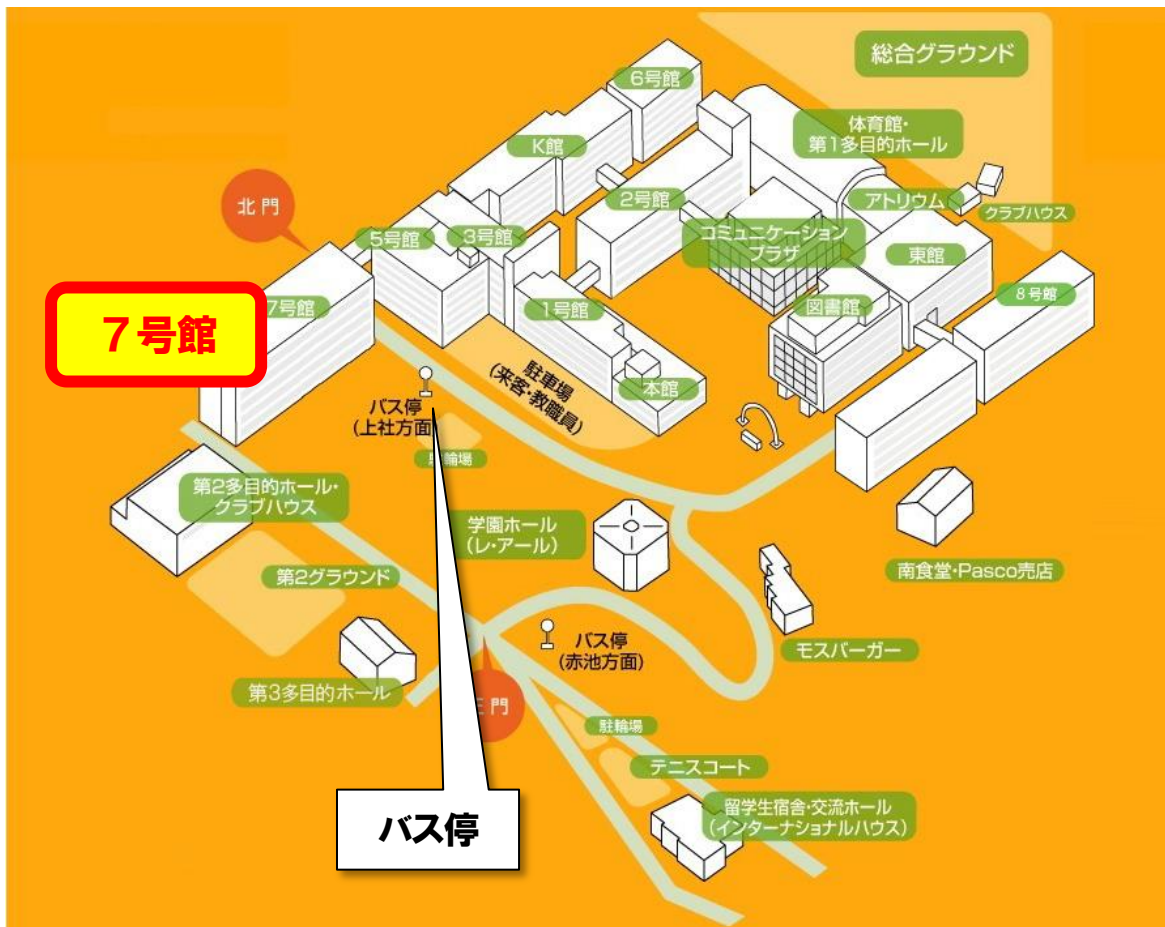 総合グラウンド
6号館
体育館・
第1多目的ホール
K館
アトリウム
クラブハウス
北門
2号館
5号館
3号館
コミュニケーション
プラザ
東館
8号館
7号館
７号館
1号館
図書館
駐車場
(来客・教職員)
本館
バス停
(上社方面)
駐輪場
第2多目的ホール・
クラブハウス
学園ホール
(レ・アール)
南食堂・Pasco売店
第2グラウンド
バス停
(赤池方面)
モスバーガー
第3多目的ホール
正門
駐輪場
テニスコート
バス停
留学生宿舎・交流ホール
(インターナショナルハウス)